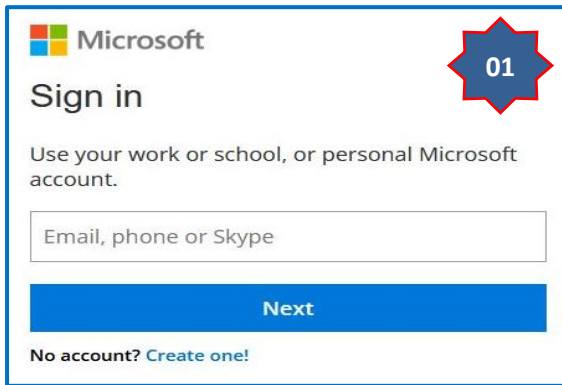 Microsoft
01
Sign in
Use your work or school, or personal Microsoft
account.
Email, phone or Skype
Next
No account? Create one!